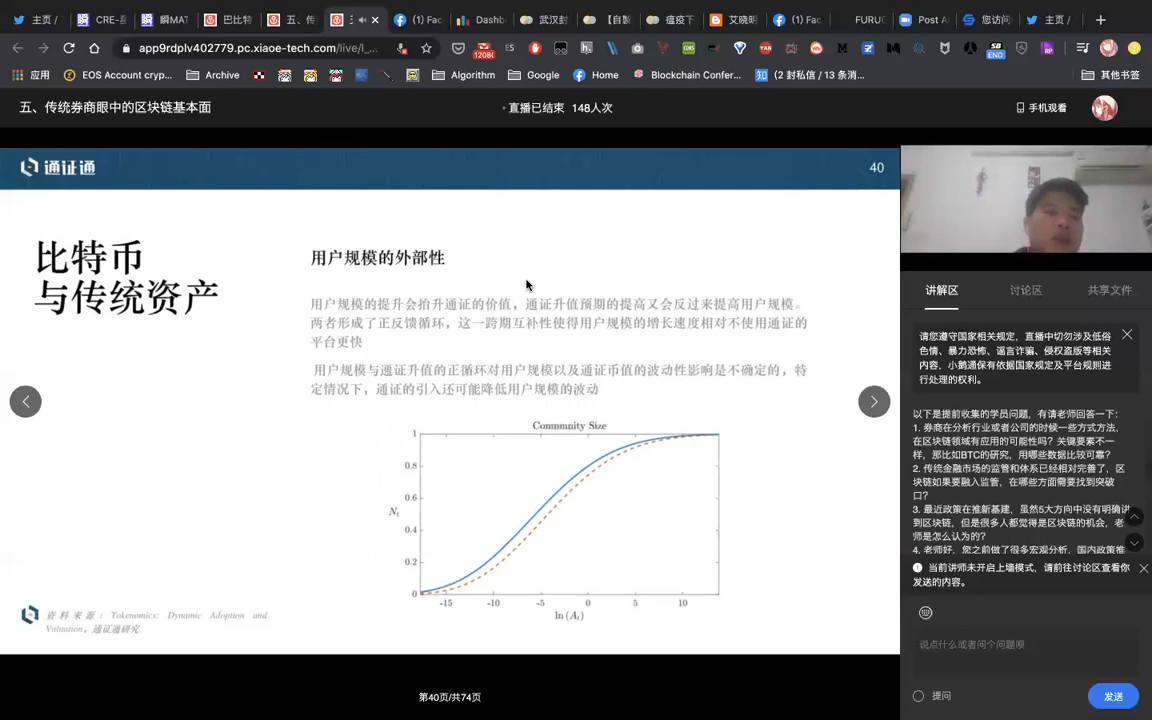 主页 /
CRE-
瞬MAT
巴比特
五、传
(1) Fac
Dashb
武汉封
【自製
瘟疫下
艾晓明
(1) Fac
FURUC
Post A
您访问
主页 /
app9rdplv402779.pc.xiaoe-tech.com/live/l_...
应用
EOS Account cryp...
Archive
Algorithm
Google
Home
Blockchain Confer...
(2 封私信 / 13 条消...
其他书签
五、传统券商眼中的区块链基本面
直播已结束 148人次
手机观看
通证通
40
比特币
与传统资产
用户规模的外部性
用户规模的提升会抬升通证的价值，通证升值预期的提高又会反过来提高用户规模。
两者形成了正反馈循环，这一跨期互补性使得用户规模的增长速度相对不使用通证的
平台更快
用户规模与通证升值的正循环对用户规模以及通证币值的波动性影响是不确定的，特
定情况下，通证的引入还可能降低用户规模的波动
Community Size
1
0.8
0.6
0.4
0.2
0
Nt
-15 -10 -5 0 5 10
ln (At)
资料来源：Tokenomics: Dynamic Adoption and
Valuation，通证通研究
第40页/共74页
讲解区 讨论区 共享文件
请您遵守国家相关规定，直播中切勿涉及低俗
色情、暴力恐怖、谣言诈骗、侵权盗版等相关
内容，小鹅通保有依据国家规定及平台规则进
行处理的权利。
以下是提前收集的学员问题，有请老师回答一下：
1. 券商在分析行业或者公司的时候一些方式方法，
在区块链领域有应用的可能性吗？关键要素不一
样，那比如BTC的研究，用哪些数据比较可靠？
2. 传统金融市场的监管和体系已经相对完善了，区
块链如果要融入监管，在哪些方面需要找到突破
口？
3. 最近政策在推新基建，虽然5大方向中没有明确讲
到区块链，但是很多人都觉得是区块链的机会，老
师是怎么认为的？
4. 老师好，您之前做了很多宏观分析，国内政策推
当前讲师未开启上墙模式，请前往讨论区查看你
发送的内容。
说点什么或者问个问题呗
提问
发送